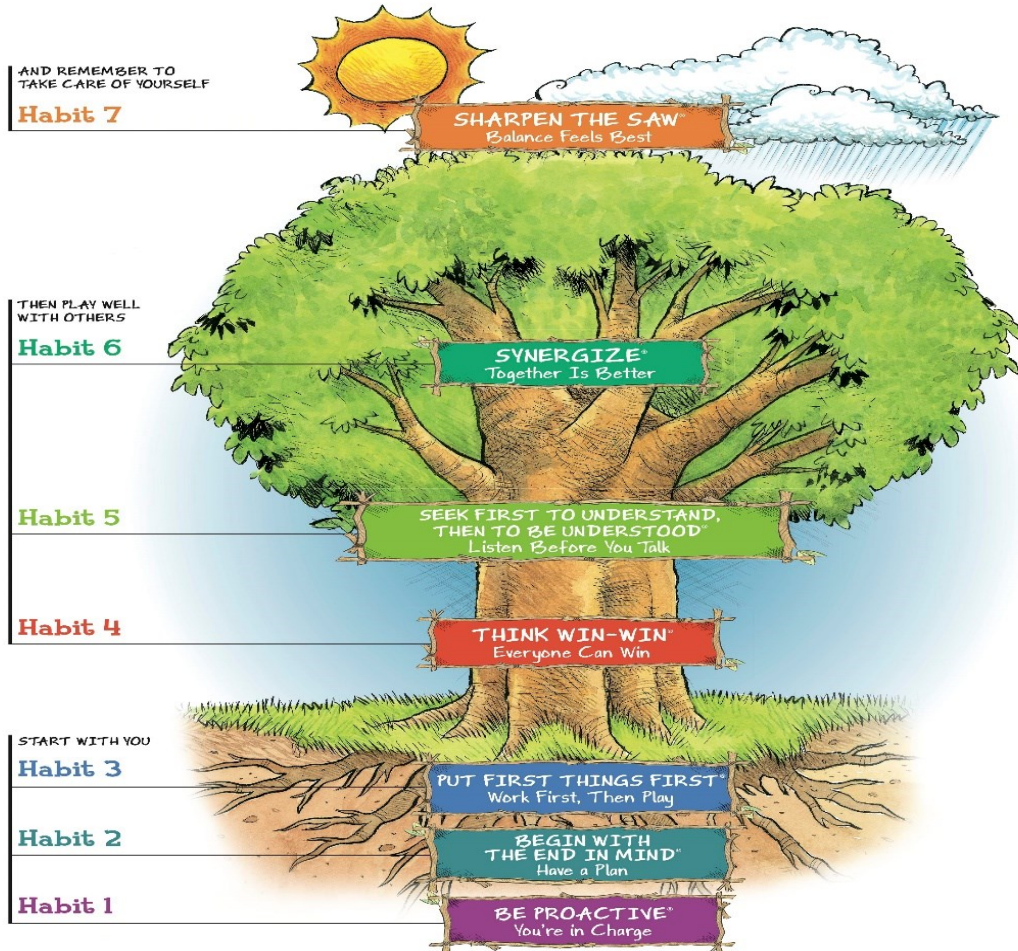 AND REMEMBER TO
TAKE CARE OF YOURSELF
Habit 7
SHARPEN THE SAW®
Balance Feels Best
THEN PLAY WELL
WITH OTHERS
Habit 6
SYNERGIZE®
Together Is Better
Habit 5
SEEK FIRST TO UNDERSTAND,
THEN TO BE UNDERSTOOD®
Listen Before You Talk
Habit 4
THINK WIN-WIN®
Everyone Can Win
START WITH YOU
Habit 3
PUT FIRST THINGS FIRST®
Work First, Then Play
Habit 2
BEGIN WITH
THE END IN MIND®
Have a Plan
Habit 1
BE PROACTIVE®
You're in Charge